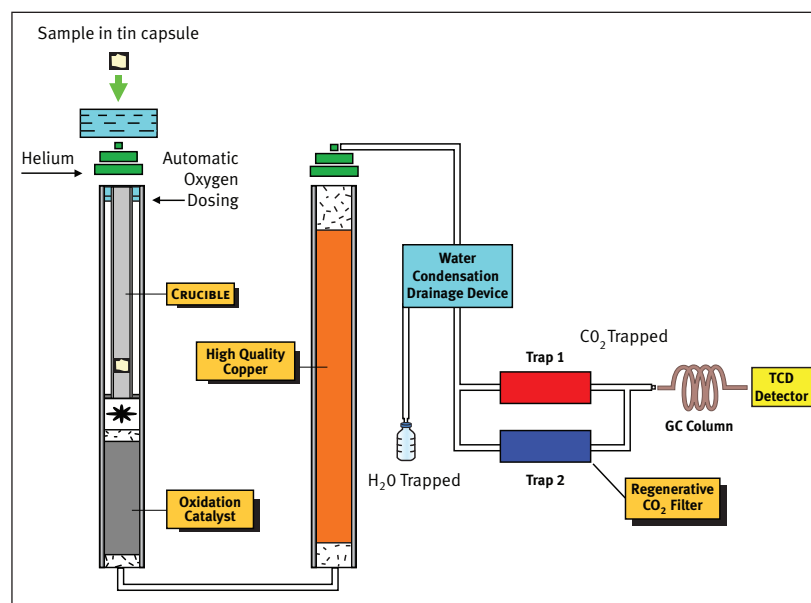 Sample in tin capsule
Helium
Automatic
Oxygen
Dosing
CRUCIBLE
High Quality
Copper
Oxidation
Catalyst
Water
Condensation
Drainage Device
H₂0 Trapped
CO₂ Trapped
Trap 1
Trap 2
GC Column
TCD
Detector
Regenerative
CO₂ Filter